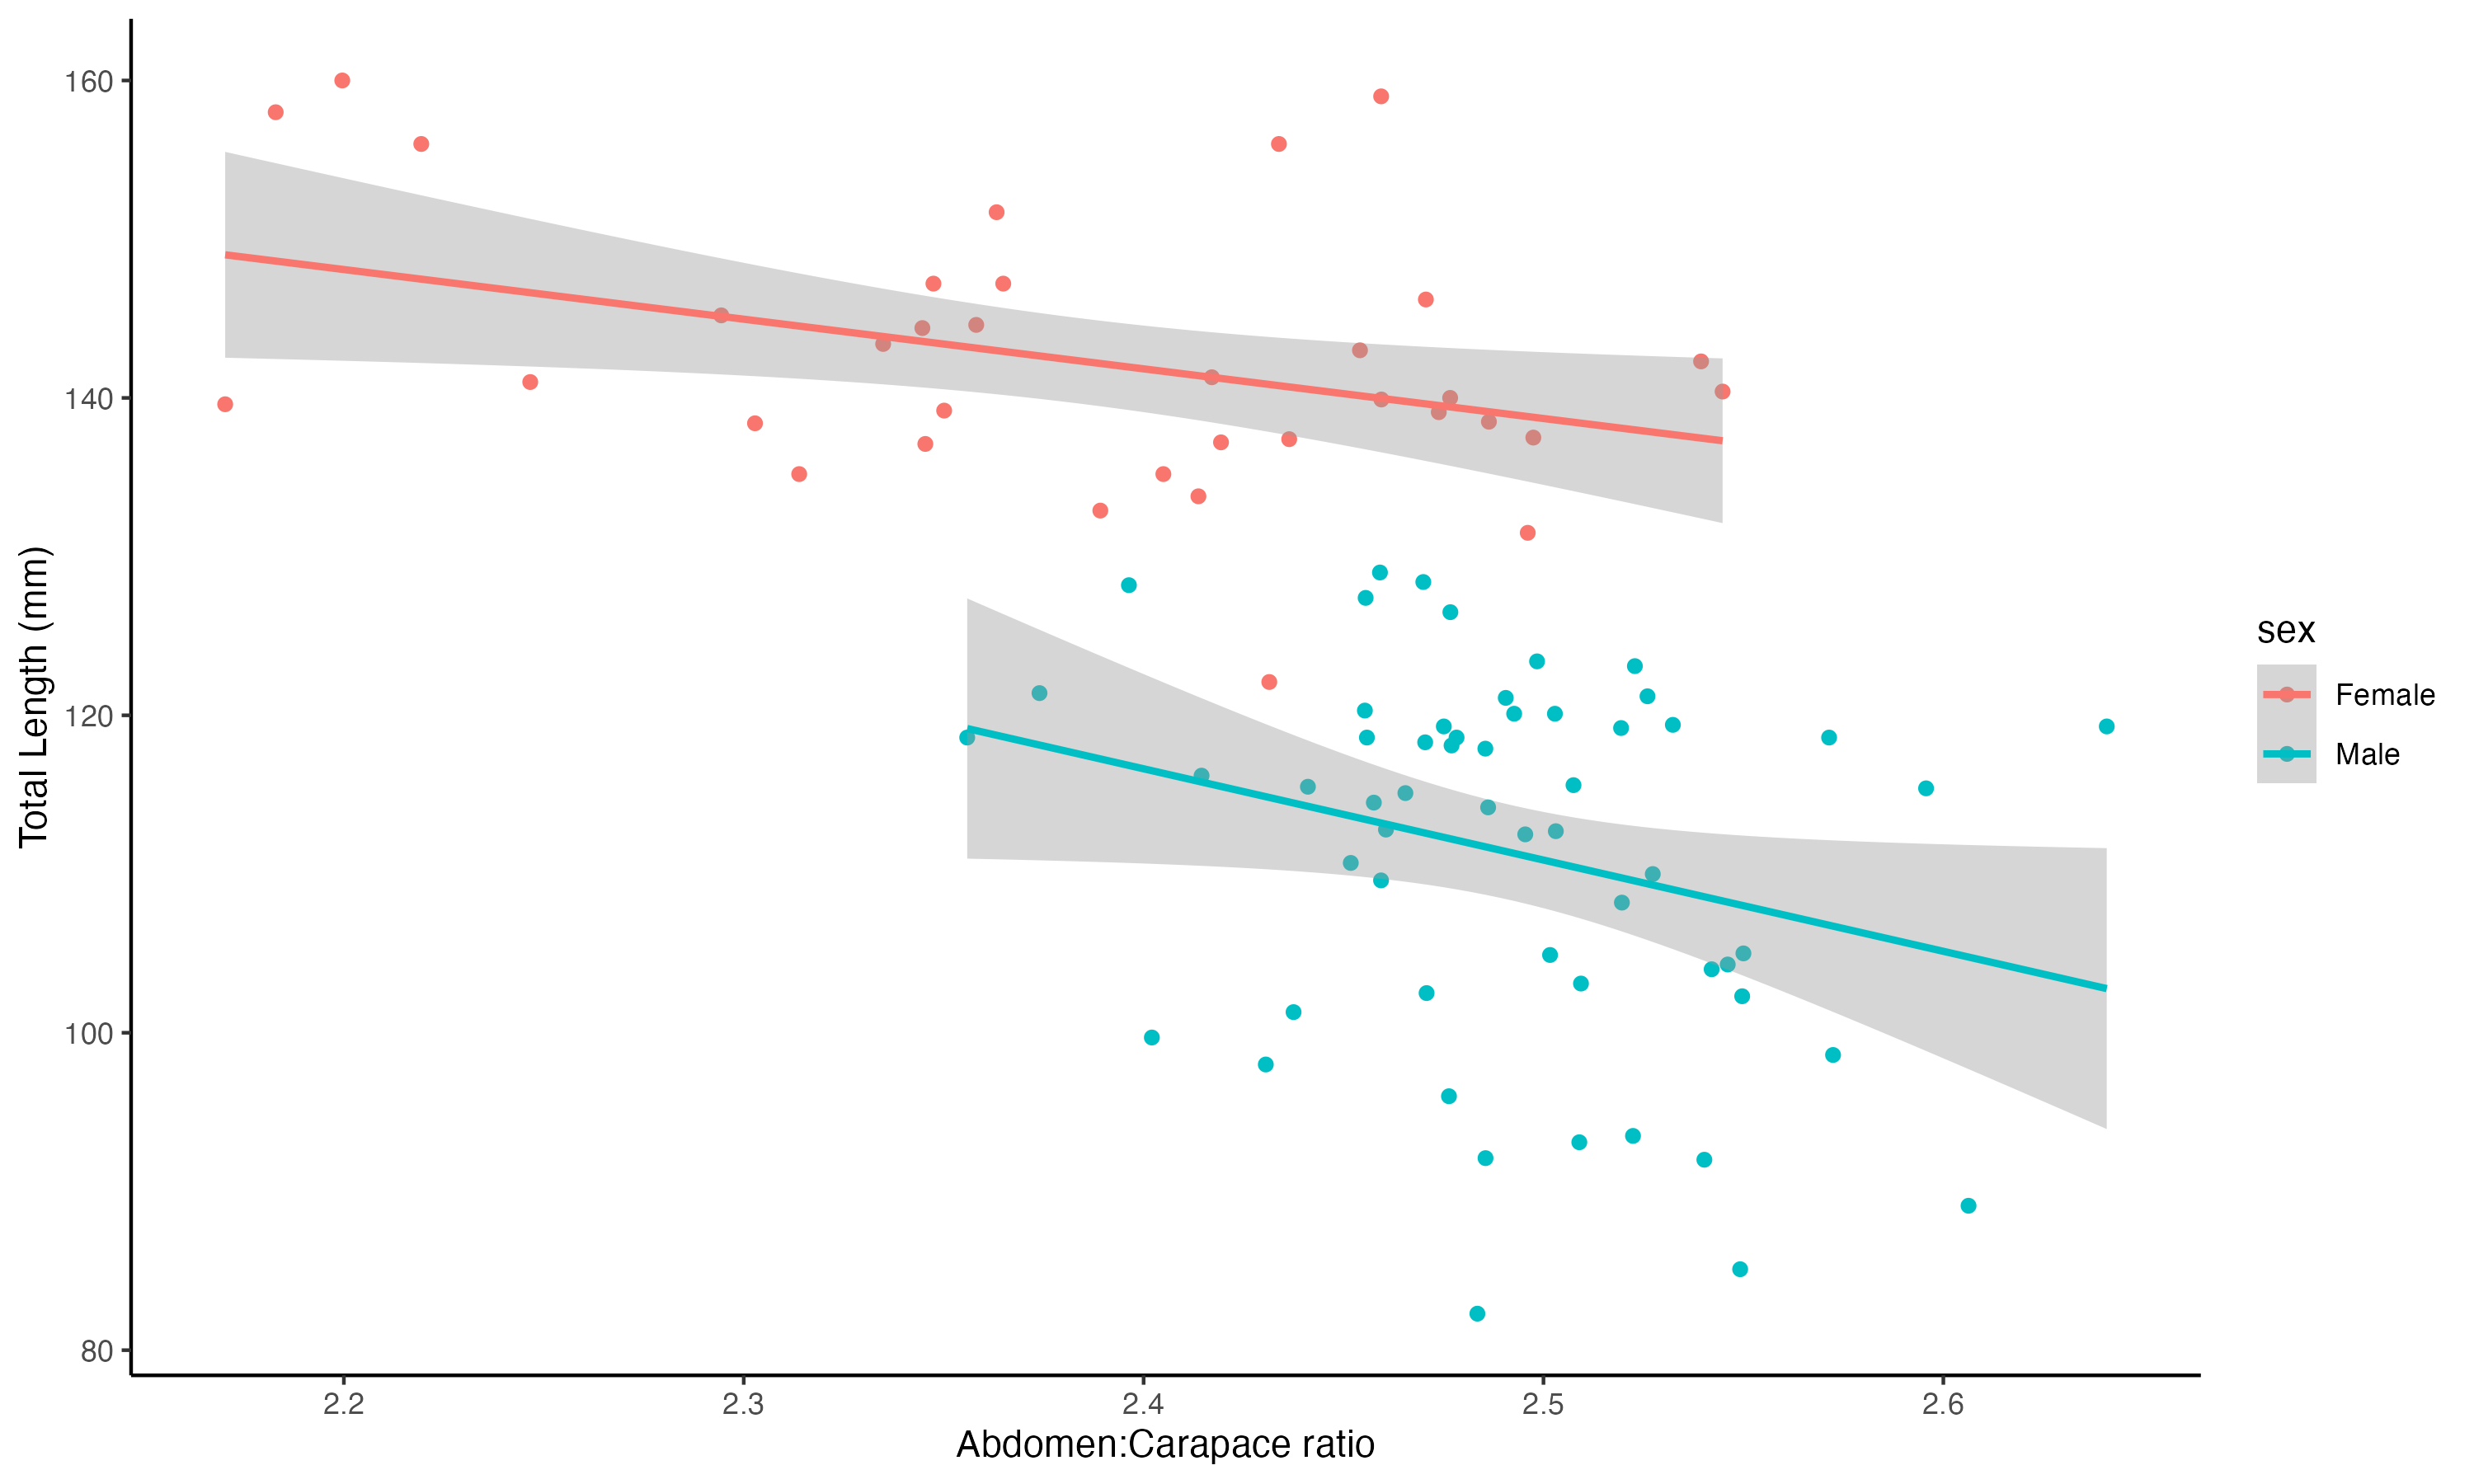 160
140
120
100
80
Total Length (mm)
2.2
2.3
2.4
2.5
2.6
Abdomen:Carapace ratio
sex
Female
Male